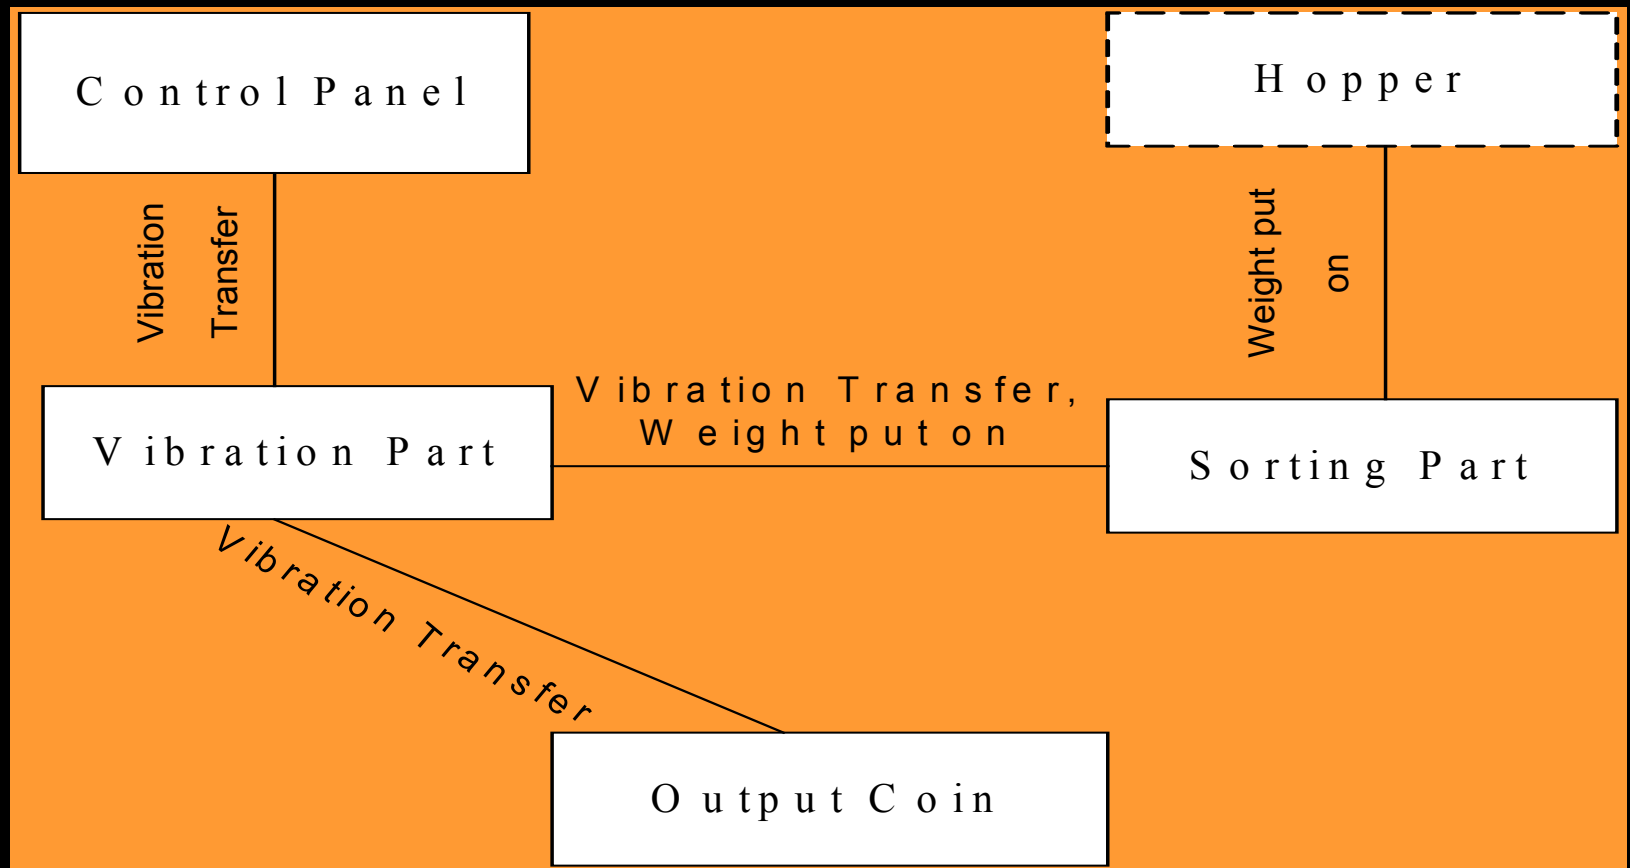 Control Panel
Hopper
Vibration
Transfer
Weight put
on
Vibration Transfer,
Weight put on
Vibration Part
Sorting Part
Vibration Transfer
Output Coin